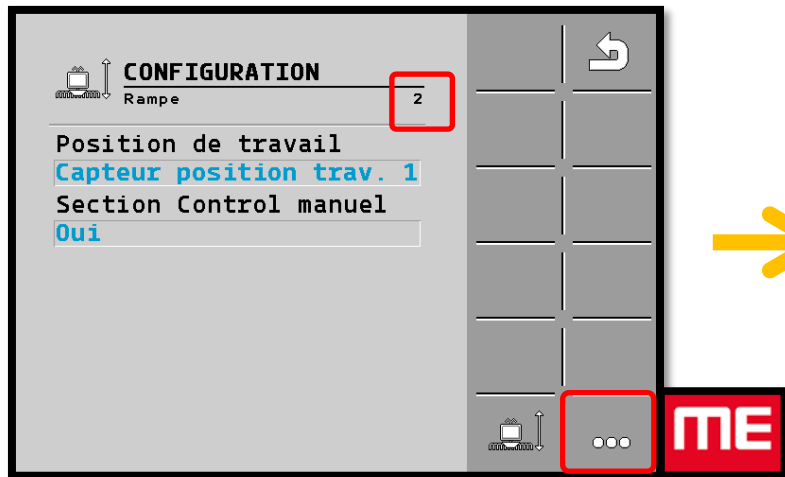 CONFIGURATION
Rampe 2
Position de travail
Capteur position trav. 1
Section Control manuel
Oui
ME